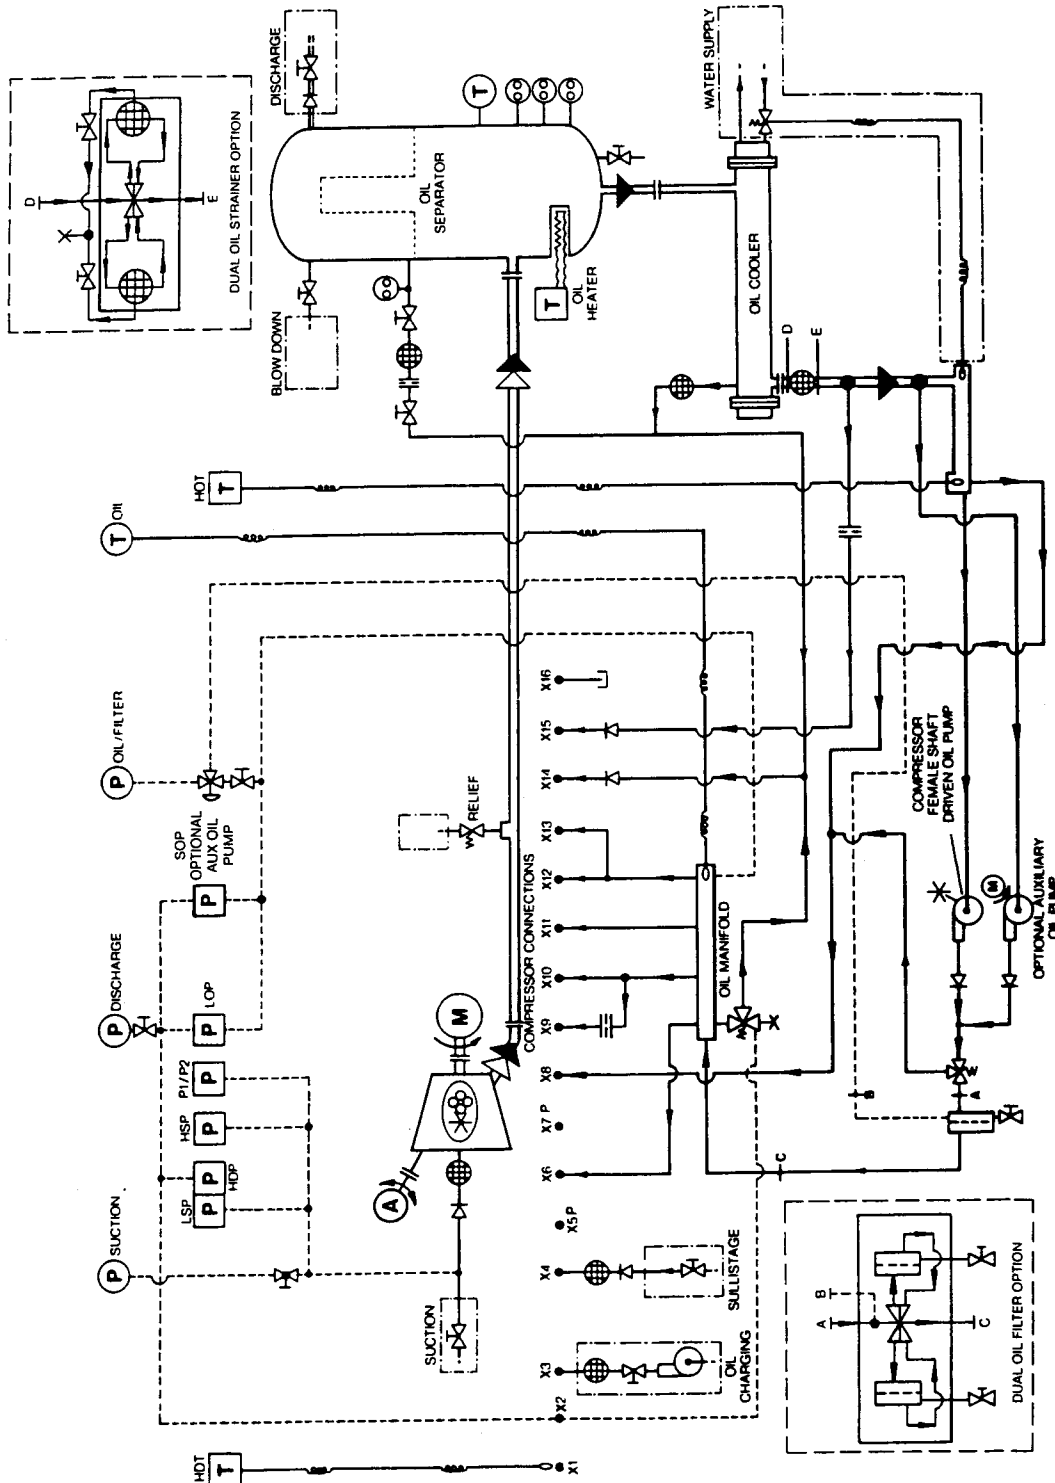 HDT
T
P SUCTION
LSP
P
P
HDP
HSP
P
P1/P2
P
LOP
P
P DISCHARGE
SOP
OPTIONAL
AUX OIL
PUMP
P
P OIL/FILTER
T OIL
HOT
T
BLOW DOWN
DISCHARGE
D
E
DUAL OIL STRAINER OPTION
SUCTION
A
M
RELIEF
OIL
SEPARATOR
T
T
OIL
HEATER
COMPRESSOR CONNECTIONS
X1
X2
X3
X4
X5 P
X6
X7 P
X8
X9
X10
X11
X12
X13
X14
X15
X16
OIL
CHARGING
SULLISTAGE
OIL MANIFOLD
OIL COOLER
WATER SUPPLY
D
E
C
B
A
COMPRESSOR
FEMALE SHAFT
DRIVEN OIL PUMP
M
OPTIONAL AUXILIARY
OIL PUMP
A
B
C
DUAL OIL FILTER OPTION